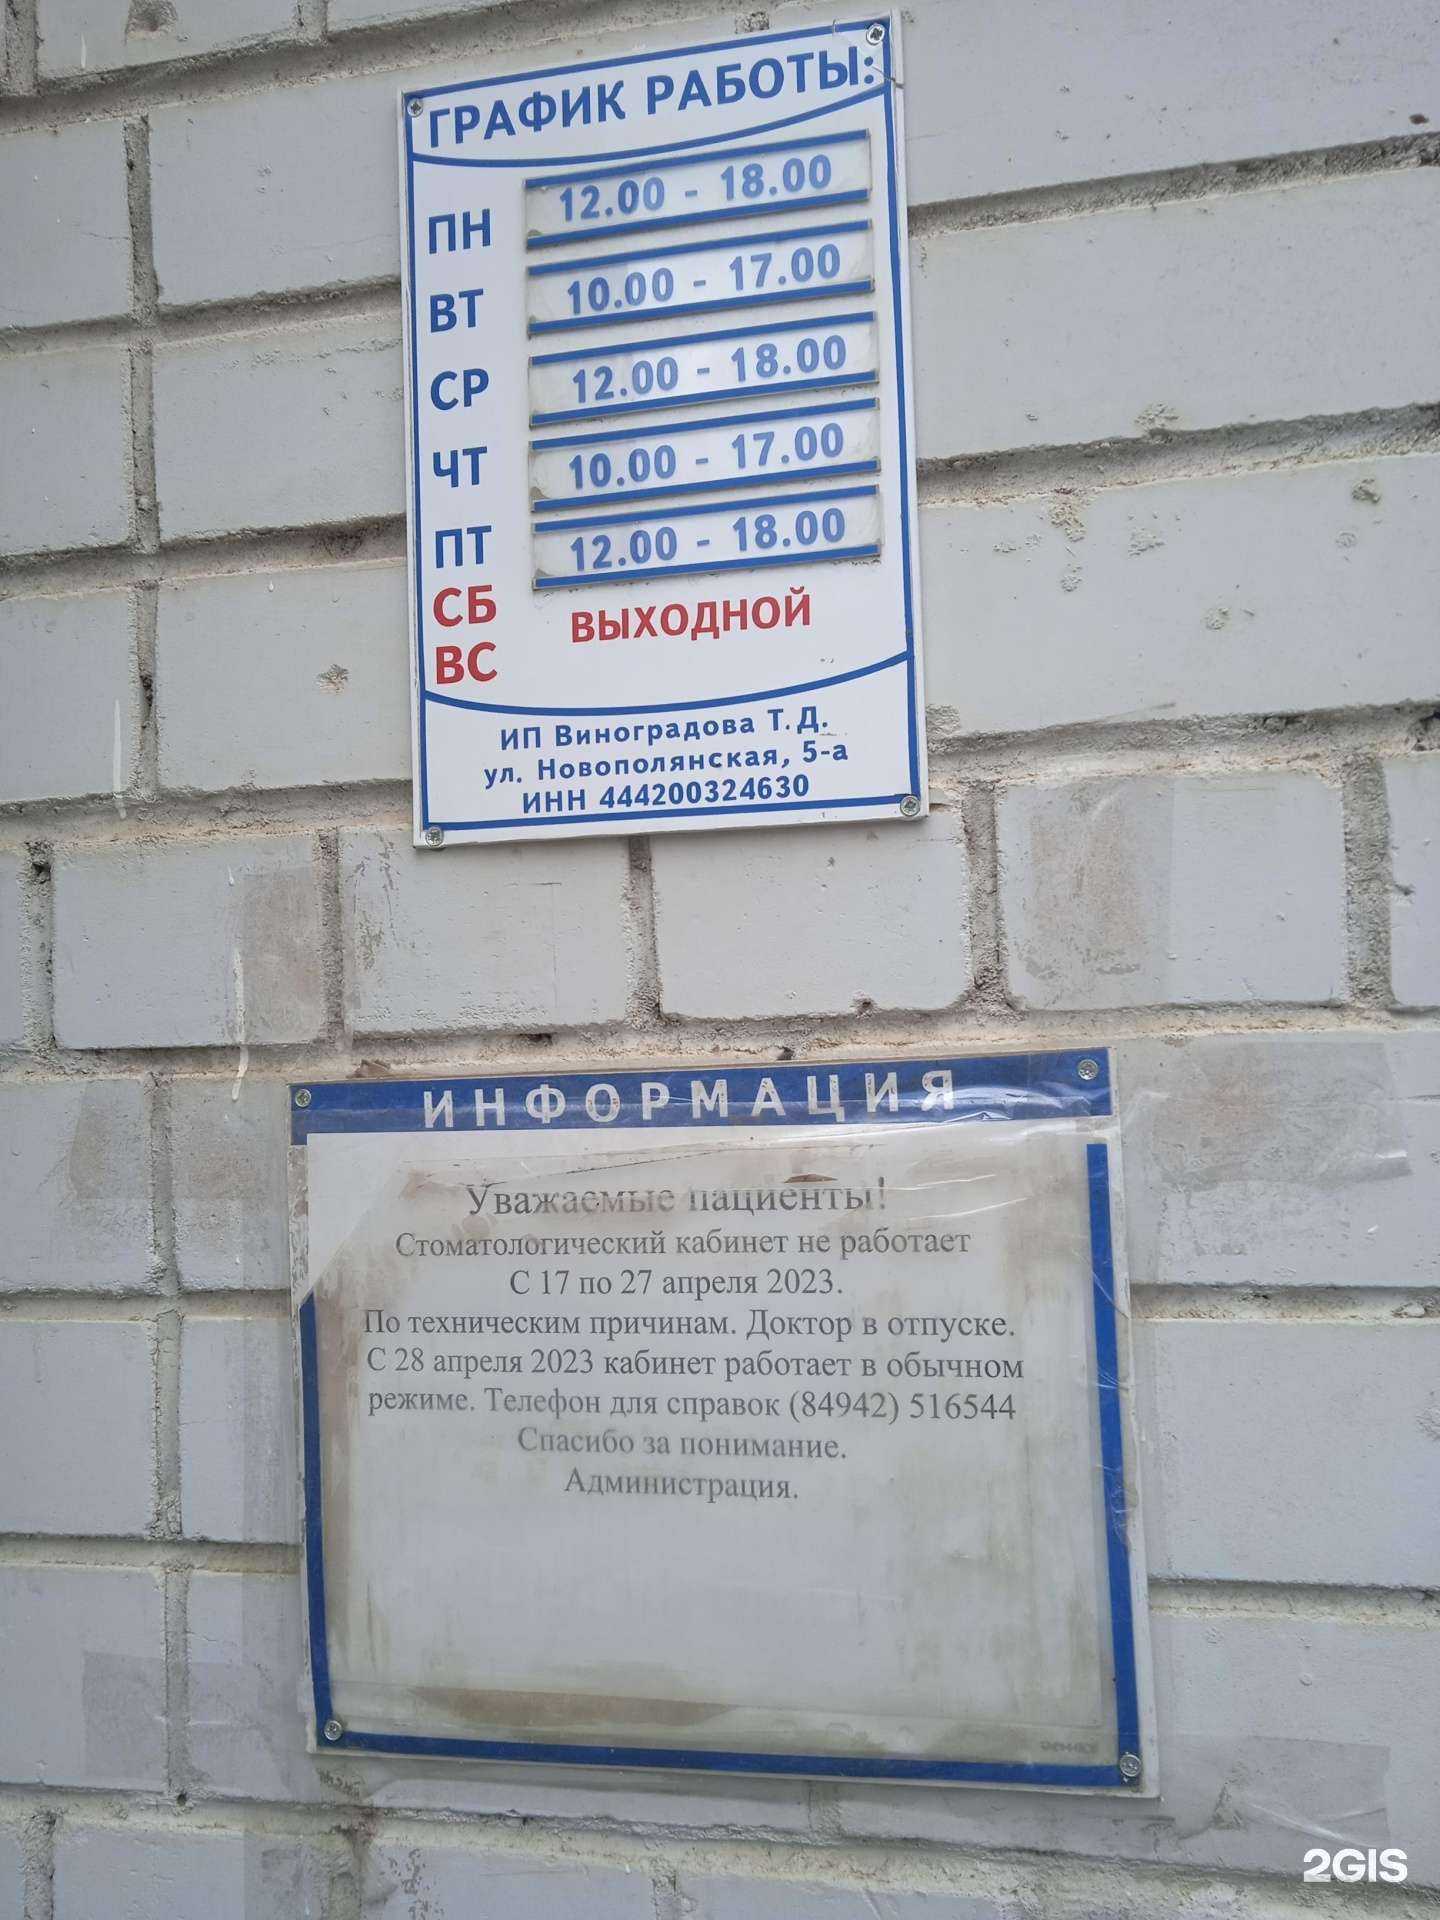 ГРАФИК РАБОТЫ:
ПН 12.00 - 18.00
ВТ 10.00 - 17.00
СР 12.00 - 18.00
ЧТ 10.00 - 17.00
ПТ 12.00 - 18.00
СБ ВЫХОДНОЙ
ВС
ИП Виноградова Т.Д.
ул. Новополянская, 5-а
ИНН 444200324630
ИНФОРМАЦИЯ
Уважаемые пациенты!
Стоматологический кабинет не работает
С 17 по 27 апреля 2023.
По техническим причинам. Доктор в отпуске.
С 28 апреля 2023 кабинет работает в обычном
режиме. Телефон для справок (84942) 516544
Спасибо за понимание.
Администрация.
2GIS